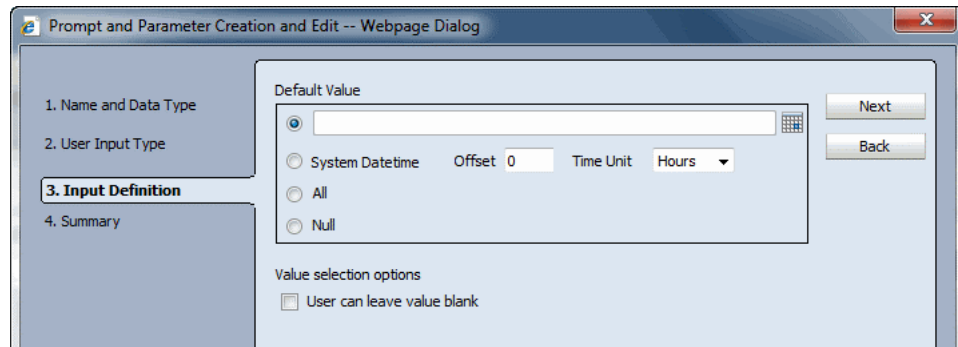 Prompt and Parameter Creation and Edit -- Webpage Dialog
1. Name and Data Type
2. User Input Type
3. Input Definition
4. Summary
Default Value
System Datetime Offset 0 Time Unit Hours
All
Null
Value selection options
User can leave value blank
Next
Back